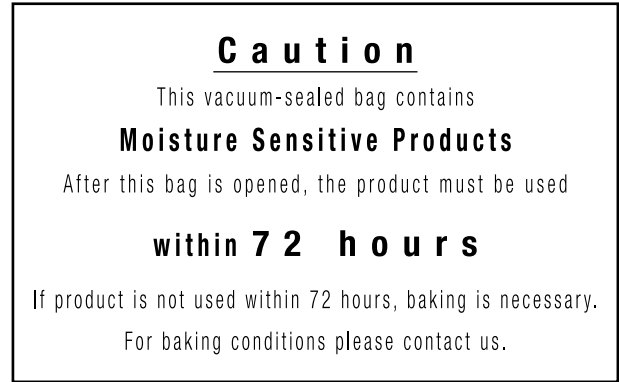 Caution
This vacuum-sealed bag contains
Moisture Sensitive Products
After this bag is opened, the product must be used
within 72 hours
If product is not used within 72 hours, baking is necessary.
For baking conditions please contact us.